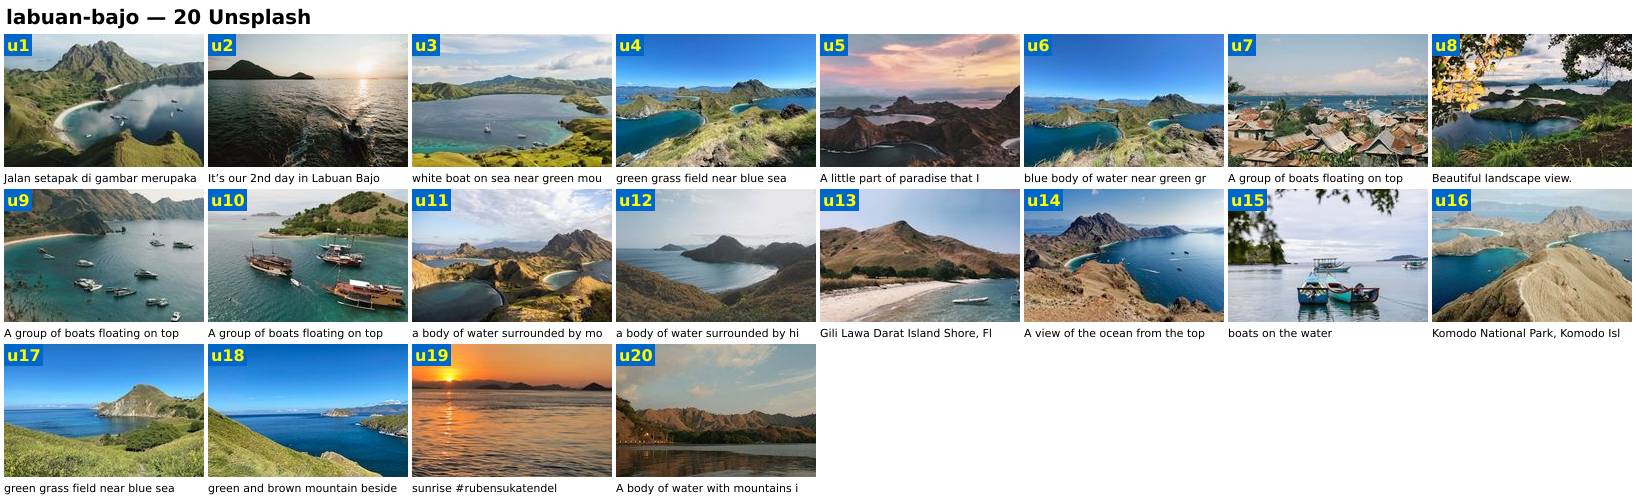 labuan-bajo — 20 Unsplash
u1
u2
u3
u4
u5
u6
u7
u8
Jalan setapak di gambar merupaka
It's our 2nd day in Labuan Bajo
white boat on sea near green mou
green grass field near blue sea
A little part of paradise that I
blue body of water near green gr
A group of boats floating on top
Beautiful landscape view.
u9
u10
u11
u12
u13
u14
u15
u16
A group of boats floating on top
A group of boats floating on top
a body of water surrounded by mo
a body of water surrounded by hi
Gili Lawa Darat Island Shore, Fl
A view of the ocean from the top
boats on the water
Komodo National Park, Komodo Isl
u17
u18
u19
u20
green grass field near blue sea
green and brown mountain beside
sunrise #rubensukatendel
A body of water with mountains i